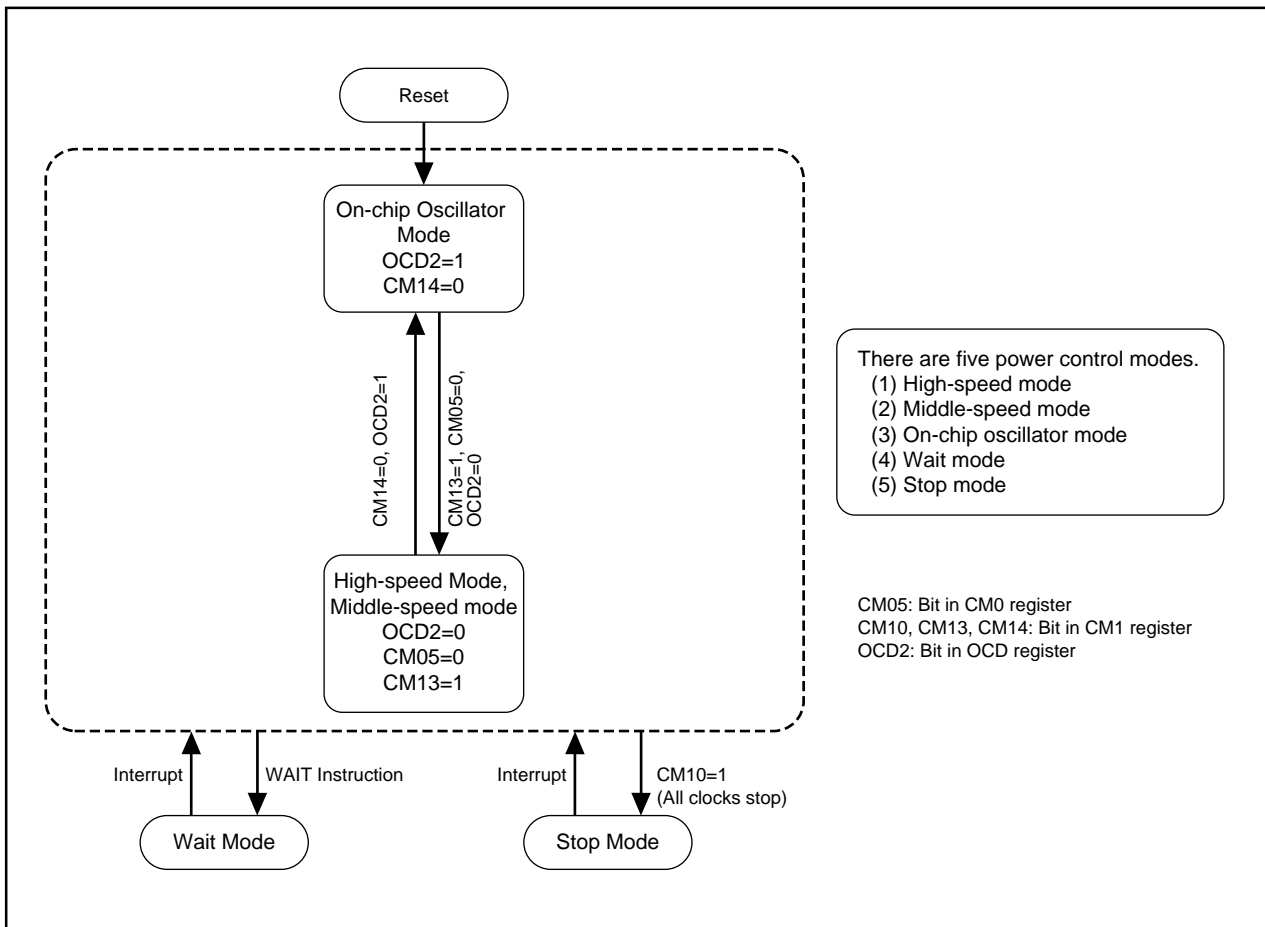 Reset
On-chip Oscillator
Mode
OCD2=1
CM14=0
CM14=0, OCD2=1
CM13=1, CM05=0,
OCD2=0
High-speed Mode,
Middle-speed mode
OCD2=0
CM05=0
CM13=1
There are five power control modes.
(1) High-speed mode
(2) Middle-speed mode
(3) On-chip oscillator mode
(4) Wait mode
(5) Stop mode
CM05: Bit in CM0 register
CM10, CM13, CM14: Bit in CM1 register
OCD2: Bit in OCD register
Interrupt
WAIT Instruction
Interrupt
CM10=1
(All clocks stop)
Wait Mode
Stop Mode